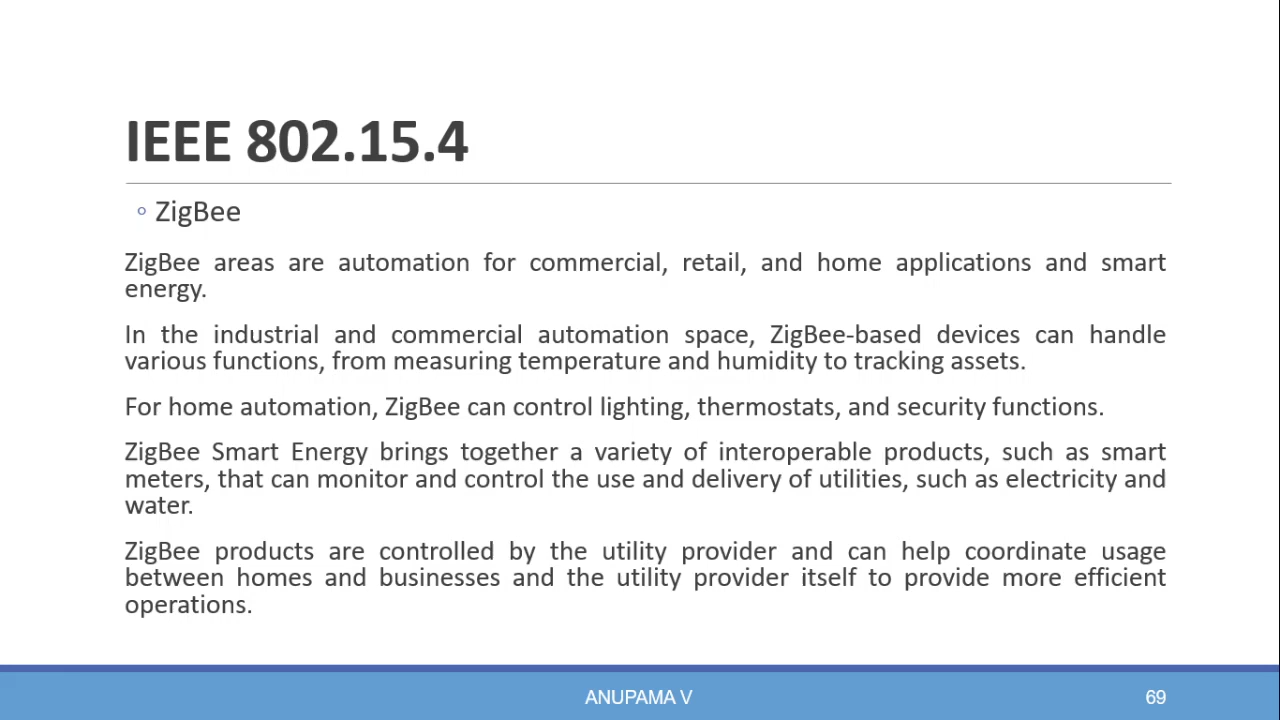 IEEE 802.15.4
◦ ZigBee
ZigBee areas are automation for commercial, retail, and home applications and smart
energy.
In the industrial and commercial automation space, ZigBee-based devices can handle
various functions, from measuring temperature and humidity to tracking assets.
For home automation, ZigBee can control lighting, thermostats, and security functions.
ZigBee Smart Energy brings together a variety of interoperable products, such as smart
meters, that can monitor and control the use and delivery of utilities, such as electricity and
water.
ZigBee products are controlled by the utility provider and can help coordinate usage
between homes and businesses and the utility provider itself to provide more efficient
operations.
ANUPAMA V
69